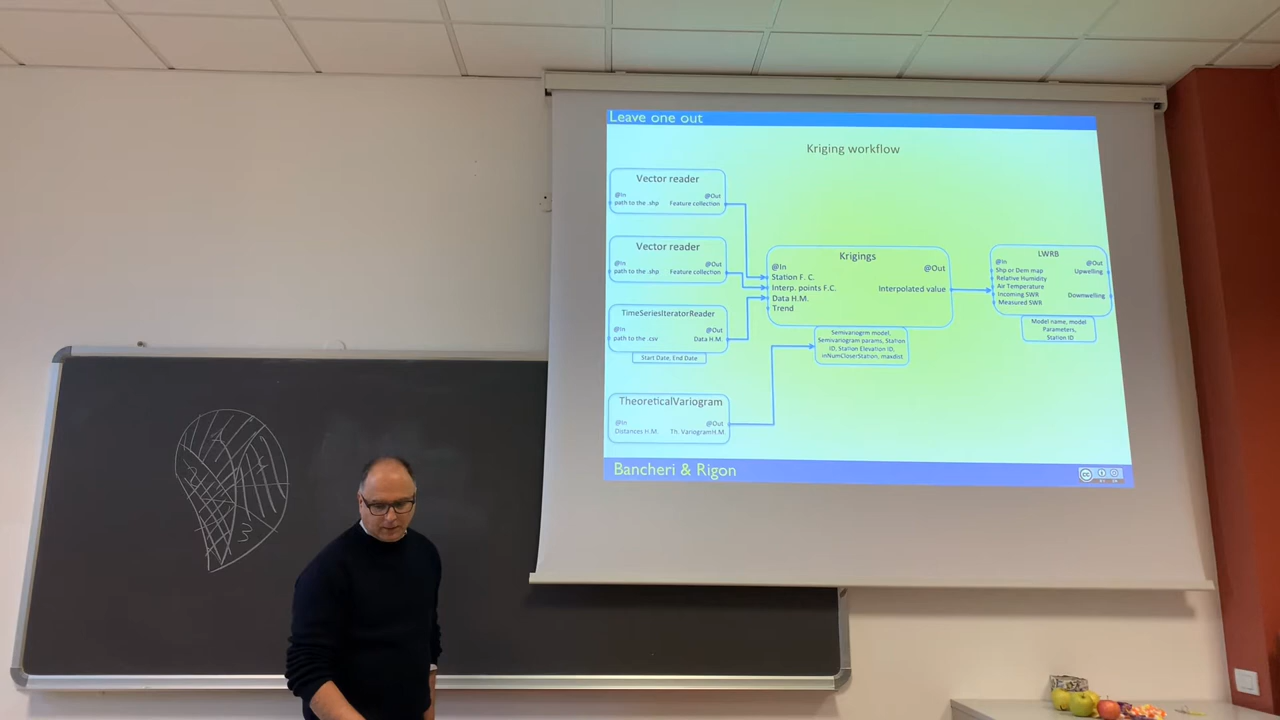 Leave one out
Kriging workflow
Vector reader
@In
@Out
path to the .shp
Feature collection
Vector reader
@In
@Out
path to the .shp
Feature collection
TimeSeriesIteratorReader
@In
@Out
path to the .csv
Data H.M.
Start Date, End Date
TheoreticalVariogram
@In
@Out
Distances H.M.
Th. VariogramH.M.
Krigings
@In
@Out
Station F. C.
Interp. points F.C.
Interpolated value
Data H.M.
Trend
Semivariogrm model,
Semivariogram params, Station
ID, Station Elevation ID,
inNumCloserStation, maxdist
LWRB
@In
@Out
Shp or Dem map
Upwelling
Relative Humidity
Air Temperature
Incoming SWR
Downwelling
Measured SWR
Model name, model
Parameters,
Station ID
Bancheri & Rigon
3